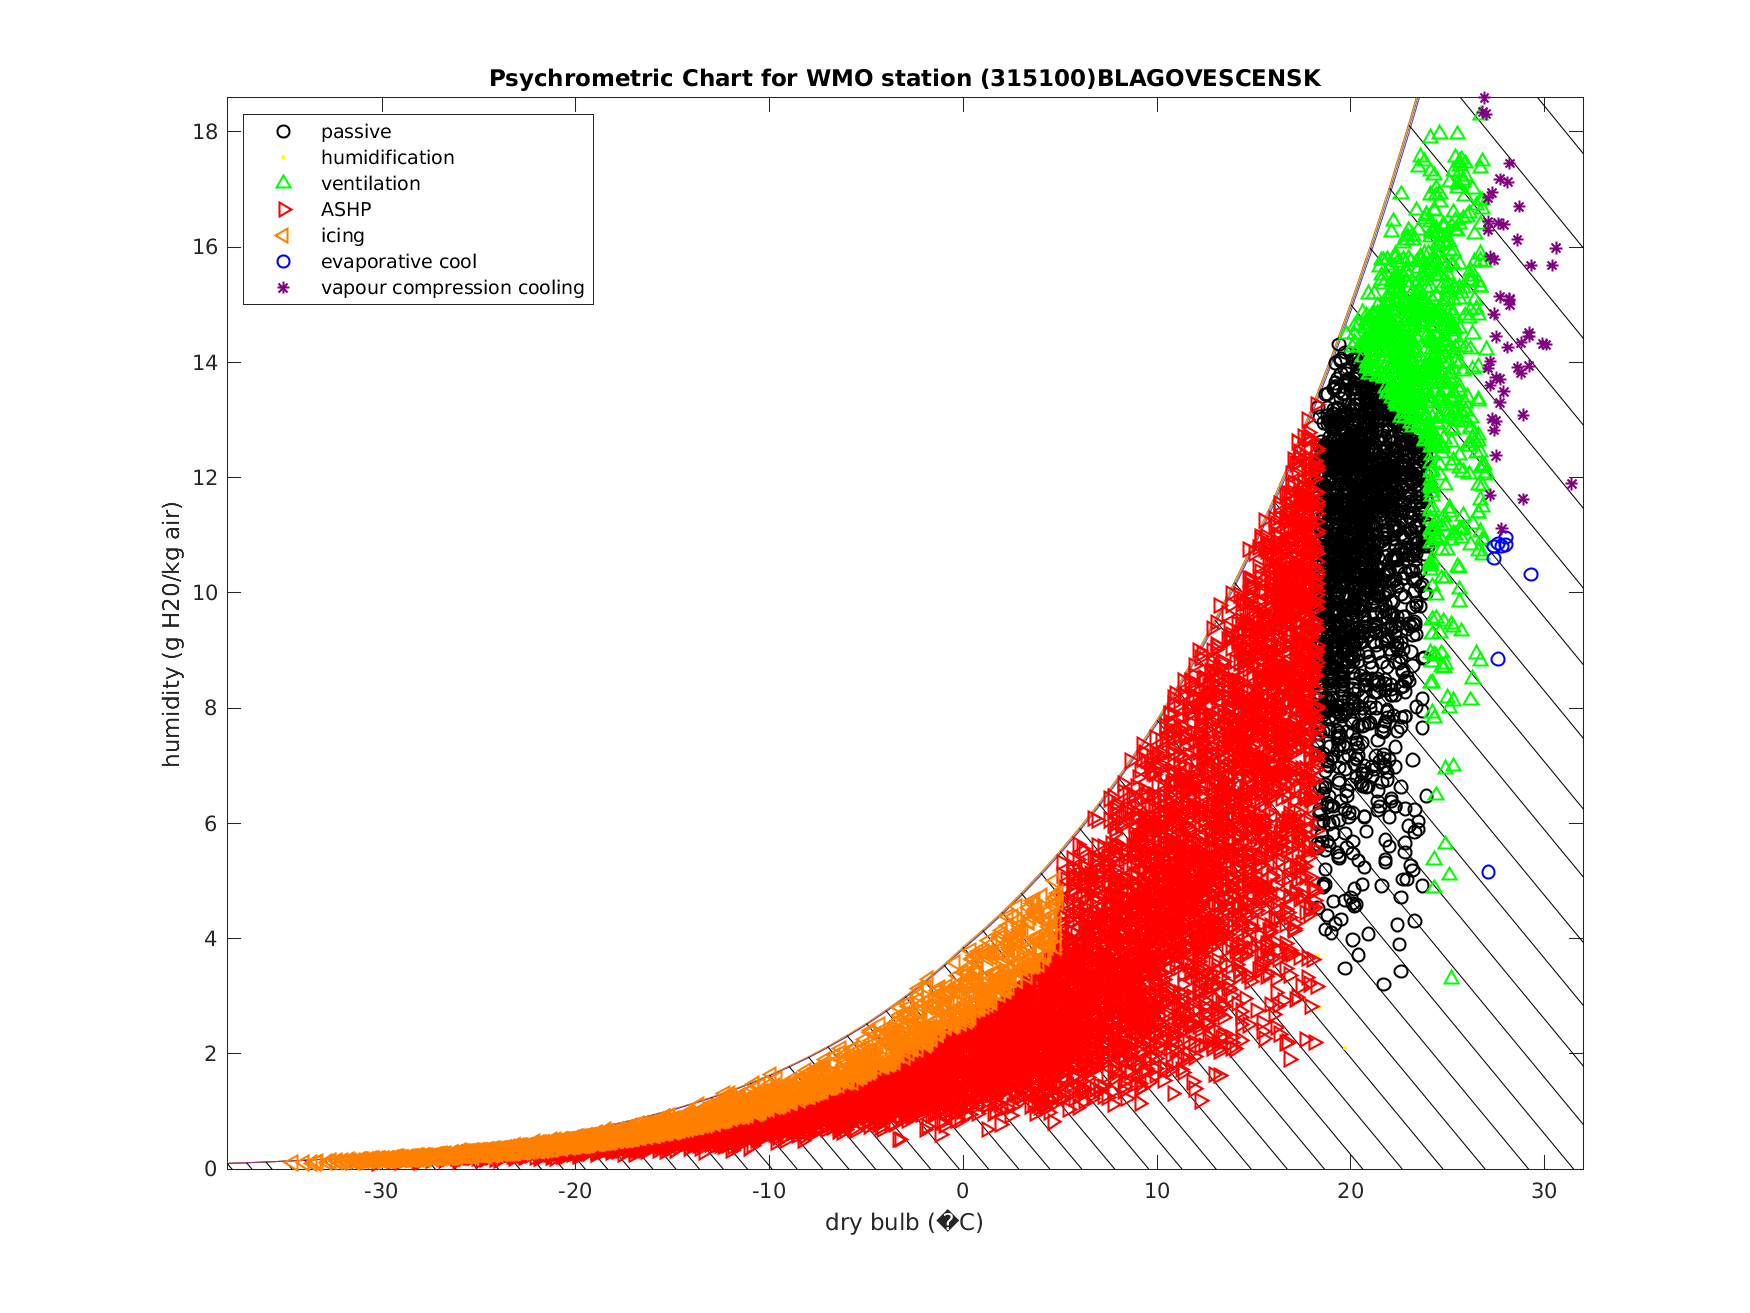 Psychrometric Chart for WMO station (315100)BLAGOVESCENSK
passive
humidification
ventilation
ASHP
icing
evaporative cool
vapour compression cooling
18
16
14
12
10
8
6
4
2
0
humidity (g H20/kg air)
-30 -20 -10 0 10 20 30
dry bulb (�C)